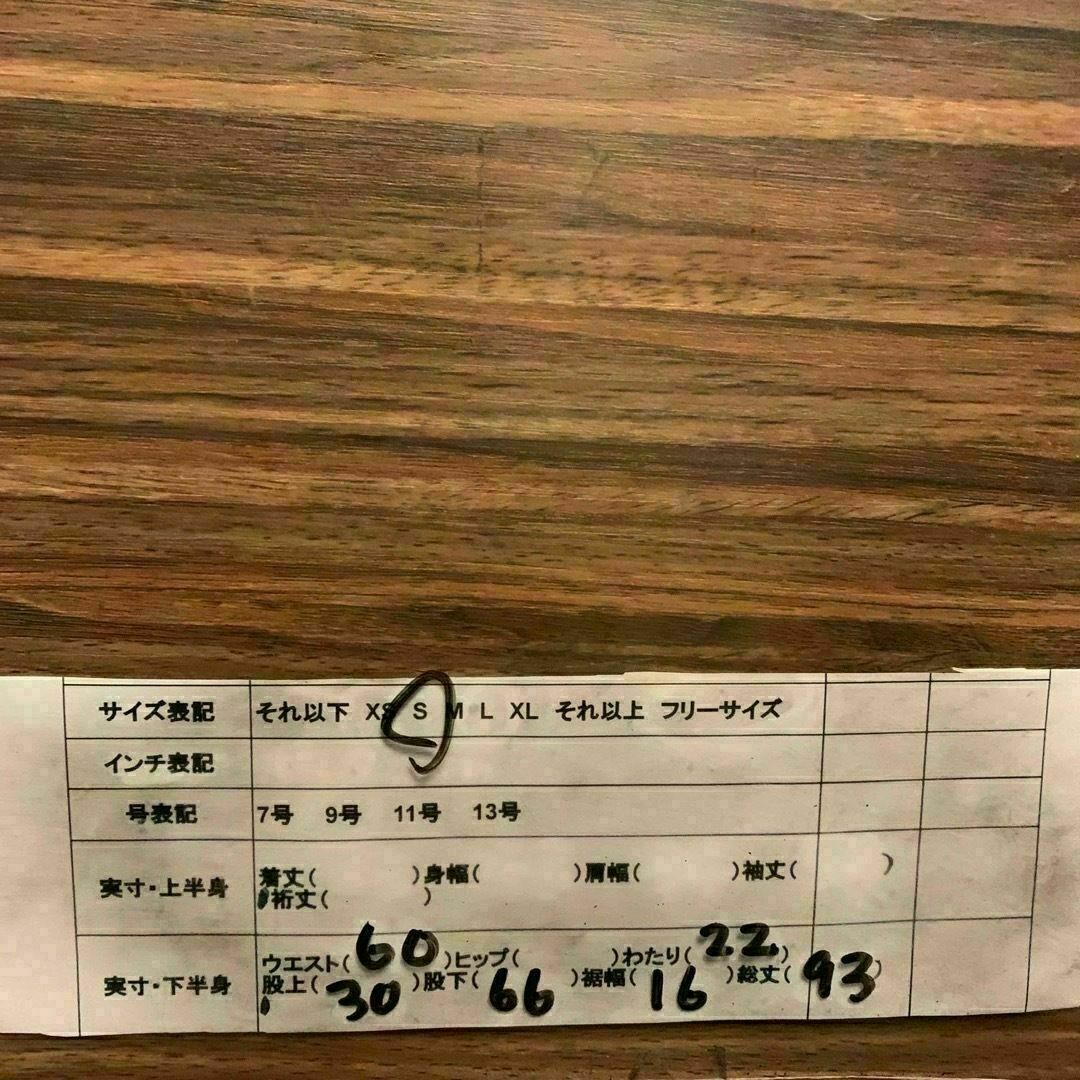 サイズ表記 それ以下 XS S M L XL それ以上 フリーサイズ
インチ表記
号表記 7号 9号 11号 13号
実寸・上半身 着丈( )身幅( )肩幅( )袖丈( )
裄丈( )
実寸・下半身 ウエスト(60)ヒップ( )わたり(22.)
股上(30)股下(66)裾幅(16)総丈(93)